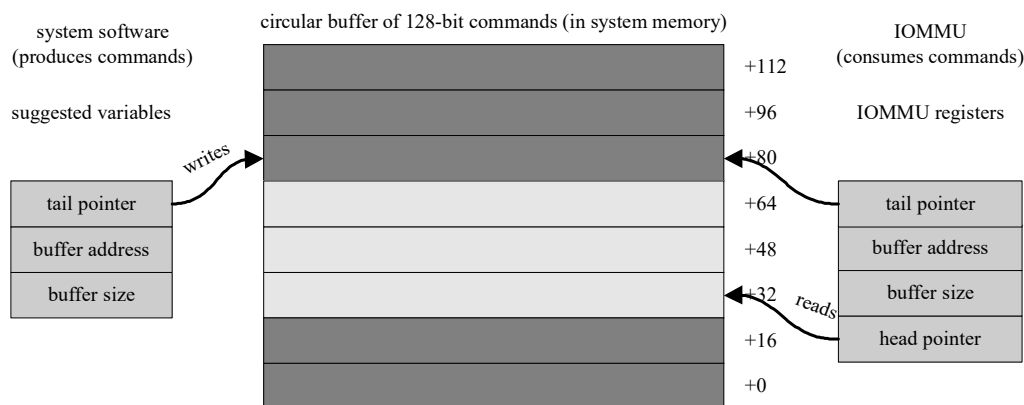 circular buffer of 128-bit commands (in system memory)
system software
(produces commands)
IOMMU
(consumes commands)
suggested variables
IOMMU registers
+112
+96
+80
+64
+48
+32
+16
+0
writes
reads
tail pointer
buffer address
buffer size
tail pointer
buffer address
buffer size
head pointer